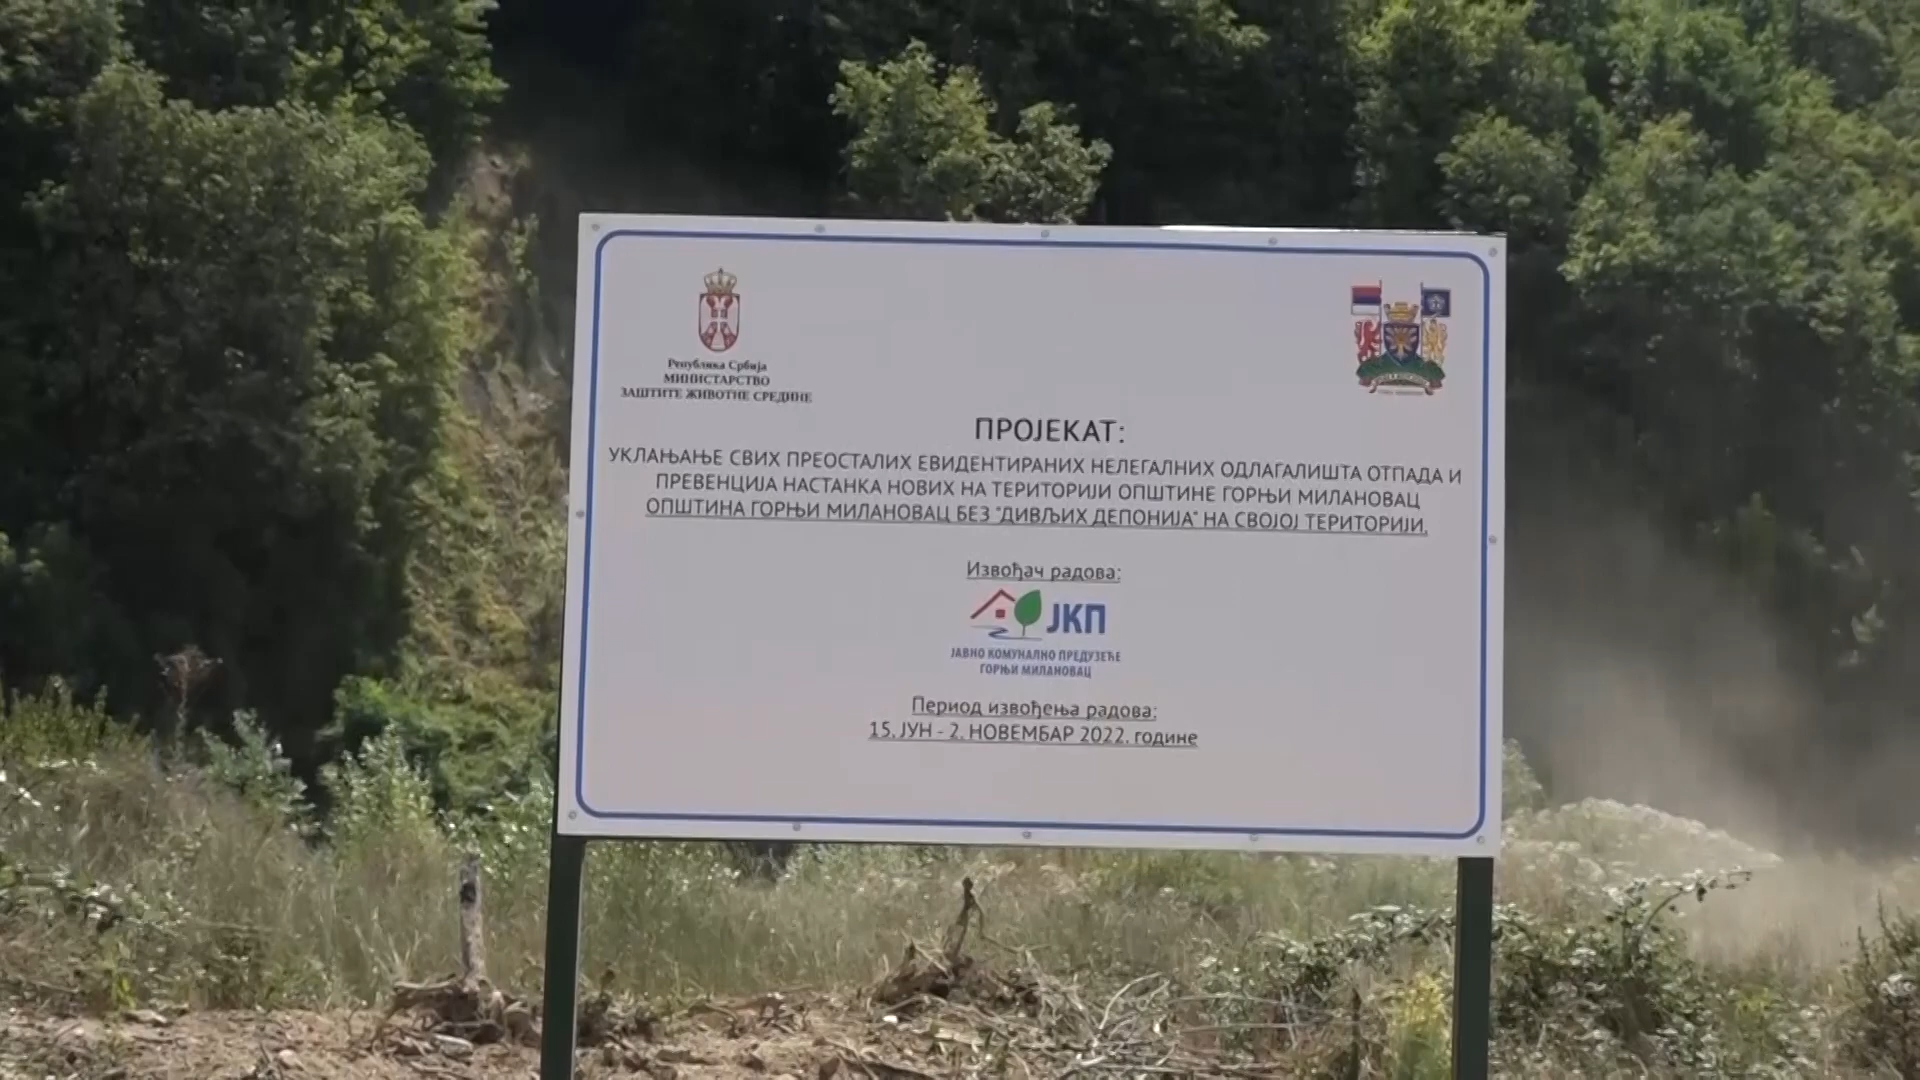 Република Србија
МИНИСТАРСТВО
ЗАШТИТЕ ЖИВОТНЕ СРЕДИНЕ
ПРОЈЕКАТ:
УКЛАЊАЊЕ СВИХ ПРЕОСТАЛИХ ЕВИДЕНТИРАНИХ НЕЛЕГАЛНИХ ОДЛАГАЛИШТА ОТПАДА И
ПРЕВЕНЦИЈА НАСТАНКА НОВИХ НА ТЕРИТОРИЈИ ОПШТИНЕ ГОРЊИ МИЛАНОВАЦ
ОПШТИНА ГОРЊИ МИЛАНОВАЦ БЕЗ "ДИВЉИХ ДЕПОНИЈА" НА СВОЈОЈ ТЕРИТОРИЈИ.
Извођач радова:
ЈКП
ЈАВНО КОМУНАЛНО ПРЕДУЗЕЋЕ
ГОРЊИ МИЛАНОВАЦ
Период извођења радова:
15. ЈУН - 2. НОВЕМБАР 2022. године